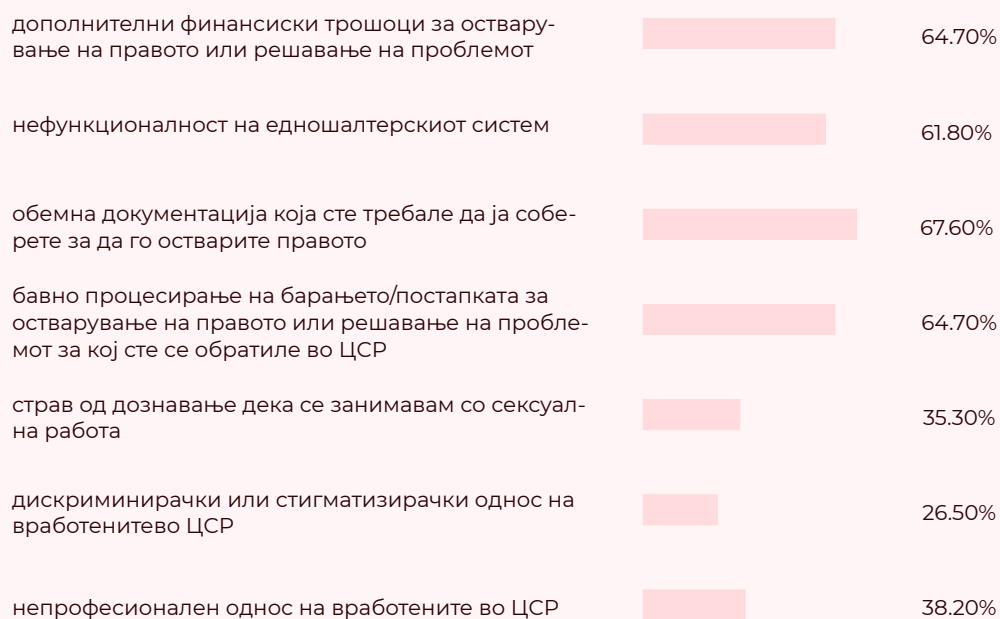 дополнителни финансиски трошоци за оствару-
вање на правото или решавање на проблемот
64.70%
нефункционалност на едношалтерскиот систем
61.80%
обемна документација која сте требале да ја собе-
рете за да го остварите правото
67.60%
бавно процесирање на барањето/постапката за
остварување на правото или решавање на пробле-
мот за кој сте се обратиле во ЦСР
64.70%
страв од дознавање дека се занимавам со сексуал-
на работа
35.30%
дискриминирачки или стигматизирачки однос на
вработенитево ЦСР
26.50%
непрофесионален однос на вработените во ЦСР
38.20%